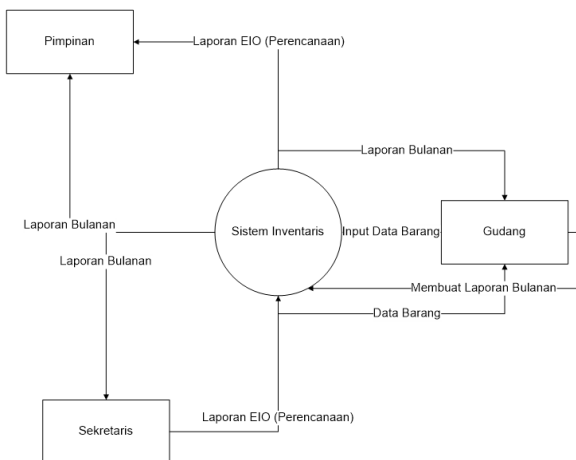 Pimpinan
Laporan EIO (Perencanaan)
Laporan Bulanan
Laporan Bulanan
Sistem Inventaris
Input Data Barang
Gudang
Laporan Bulanan
Membuat Laporan Bulanan
Data Barang
Laporan EIO (Perencanaan)
Sekretaris